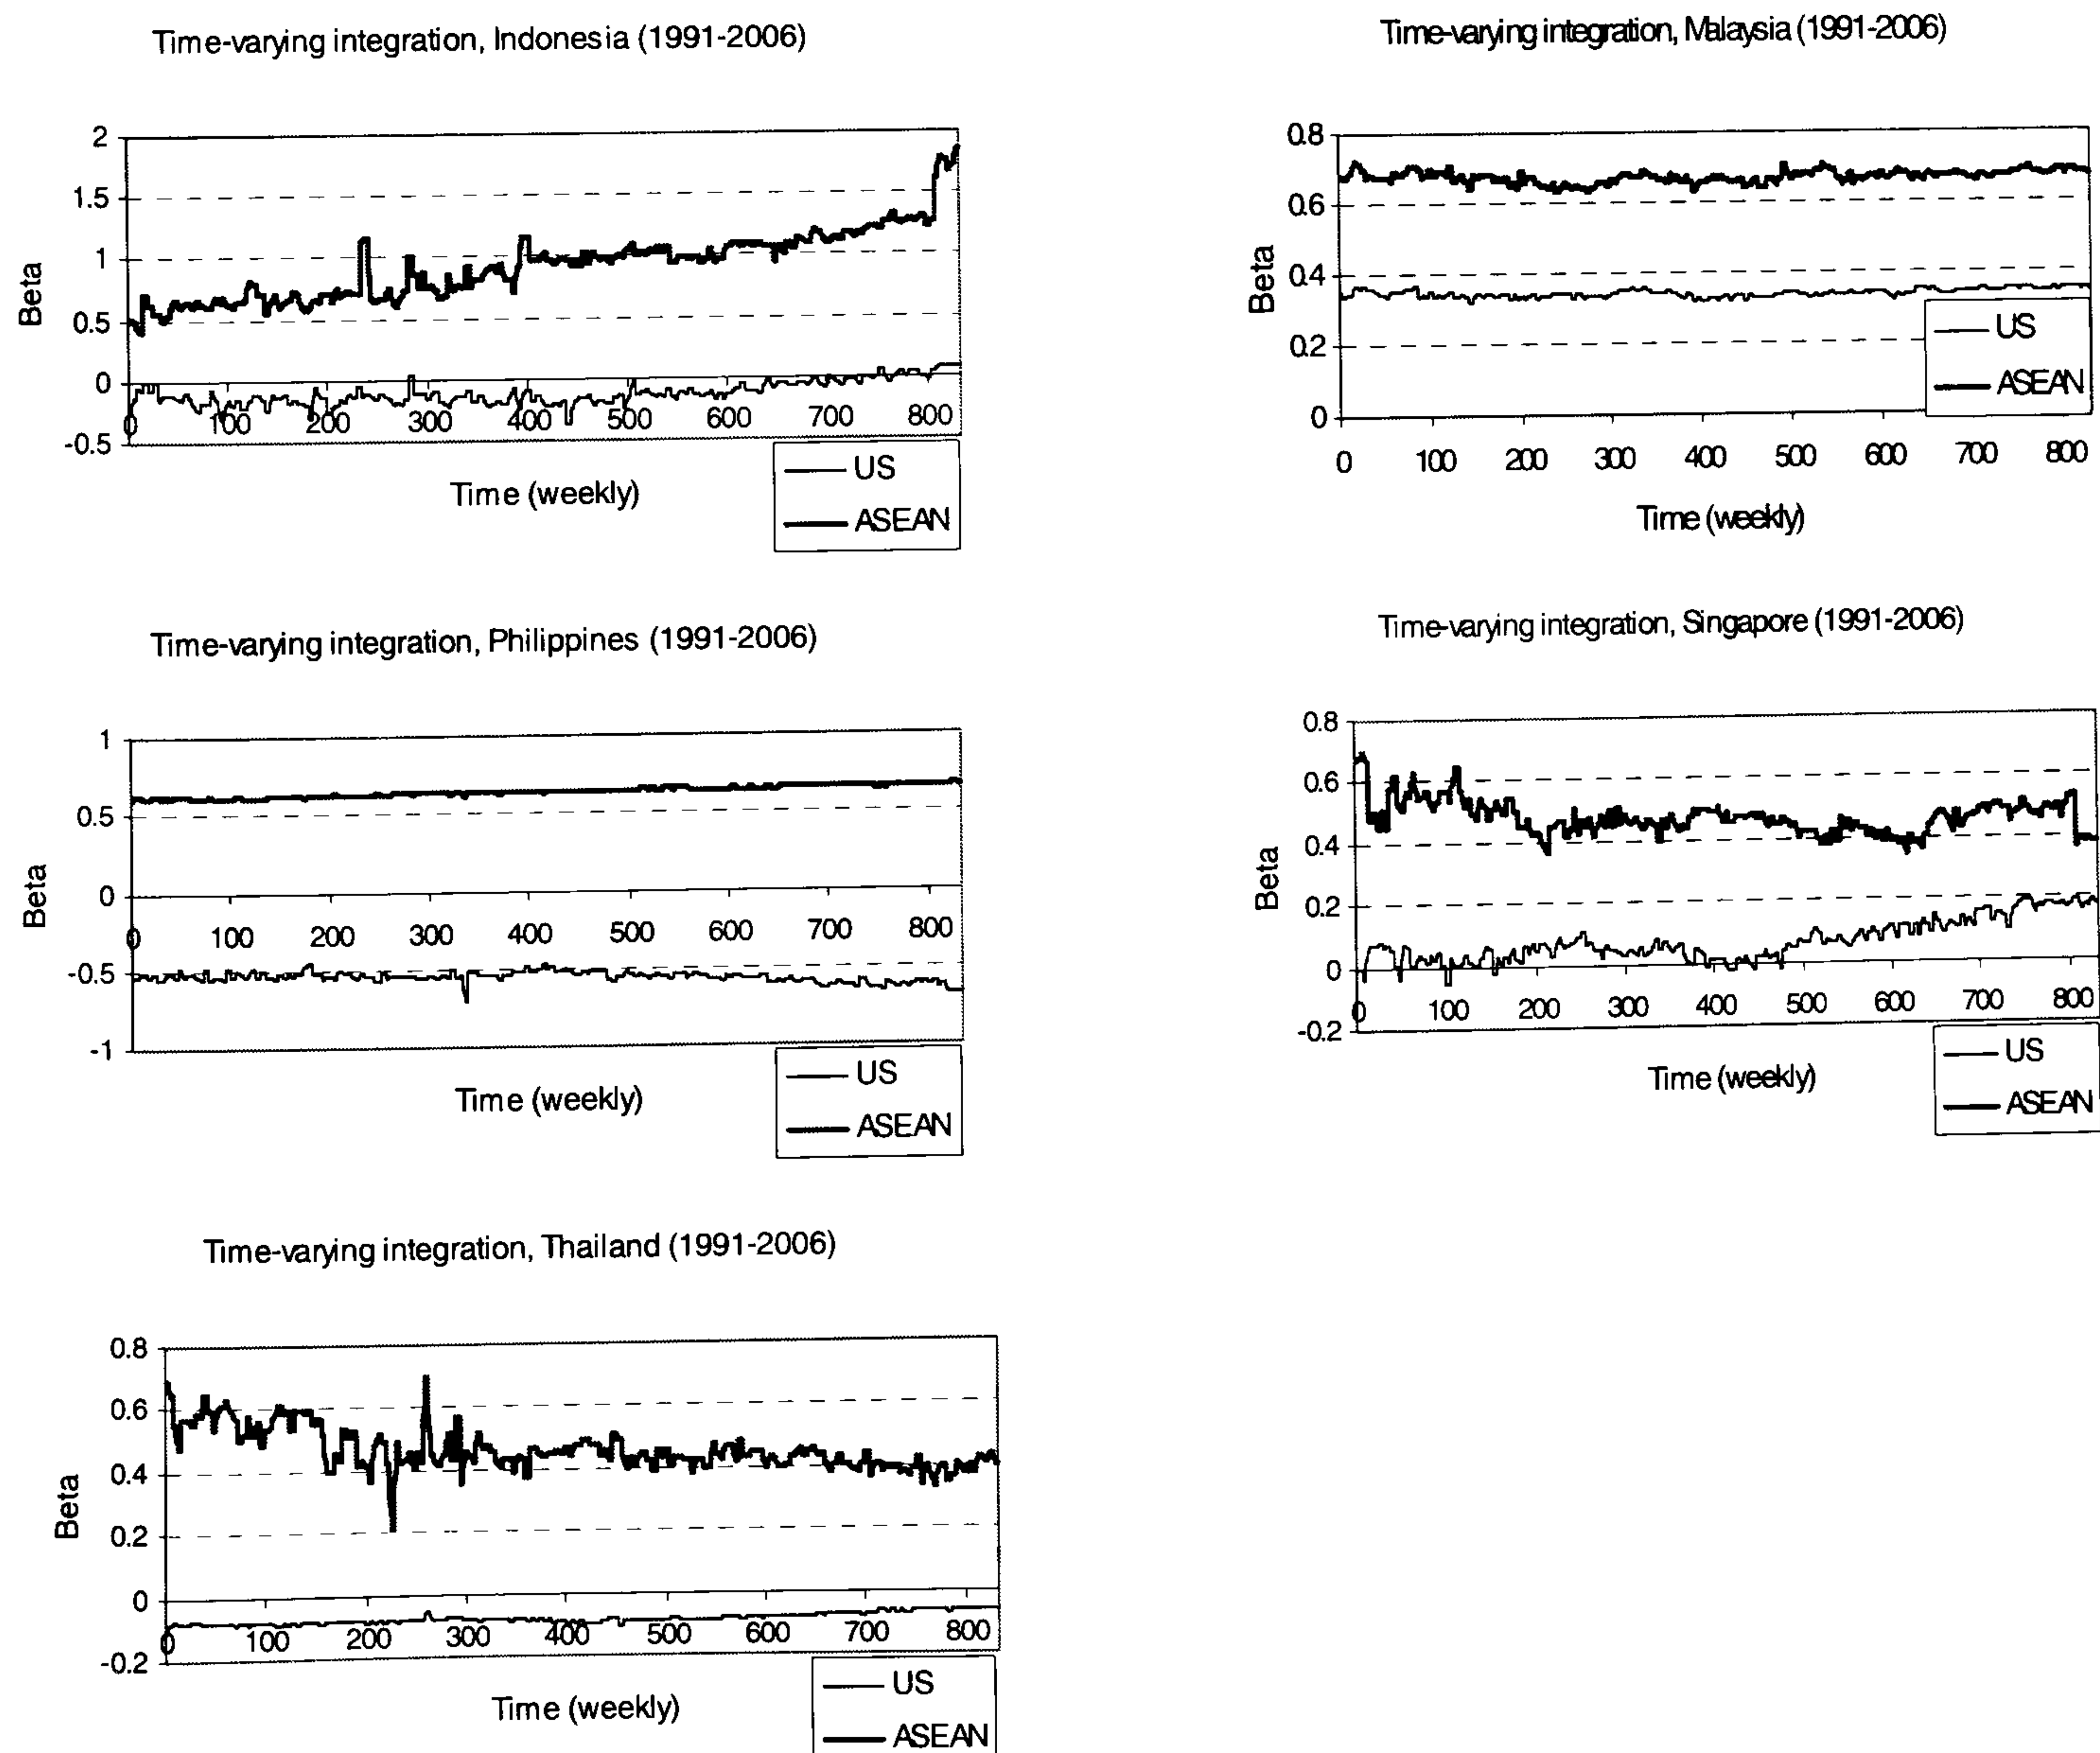 Time-varying integration, Indonesia (1991-2006)
2
1.5
1
0.5
0
-0.5
Beta
0 100 200 300 400 500 600 700 800
Time (weekly)
US
ASEAN
Time-varying integration, Malaysia (1991-2006)
0.8
0.6
0.4
0.2
0
Beta
0 100 200 300 400 500 600 700 800
Time (weekly)
US
ASEAN
Time-varying integration, Philippines (1991-2006)
1
0.5
0
-0.5
-1
Beta
0 100 200 300 400 500 600 700 800
Time (weekly)
US
ASEAN
Time-varying integration, Singapore (1991-2006)
0.8
0.6
0.4
0.2
0
-0.2
Beta
0 100 200 300 400 500 600 700 800
Time (weekly)
US
ASEAN
Time-varying integration, Thailand (1991-2006)
0.8
0.6
0.4
0.2
0
-0.2
Beta
0 100 200 300 400 500 600 700 800
Time (weekly)
US
ASEAN